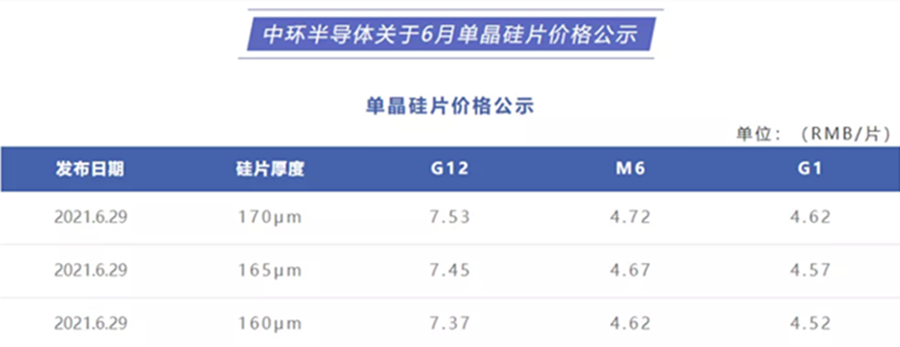 中环半导体关于6月单晶硅片价格公示
单晶硅片价格公示
单位：（RMB/片）
发布日期 硅片厚度 G12 M6 G1
2021.6.29 170μm 7.53 4.72 4.62
2021.6.29 165μm 7.45 4.67 4.57
2021.6.29 160μm 7.37 4.62 4.52